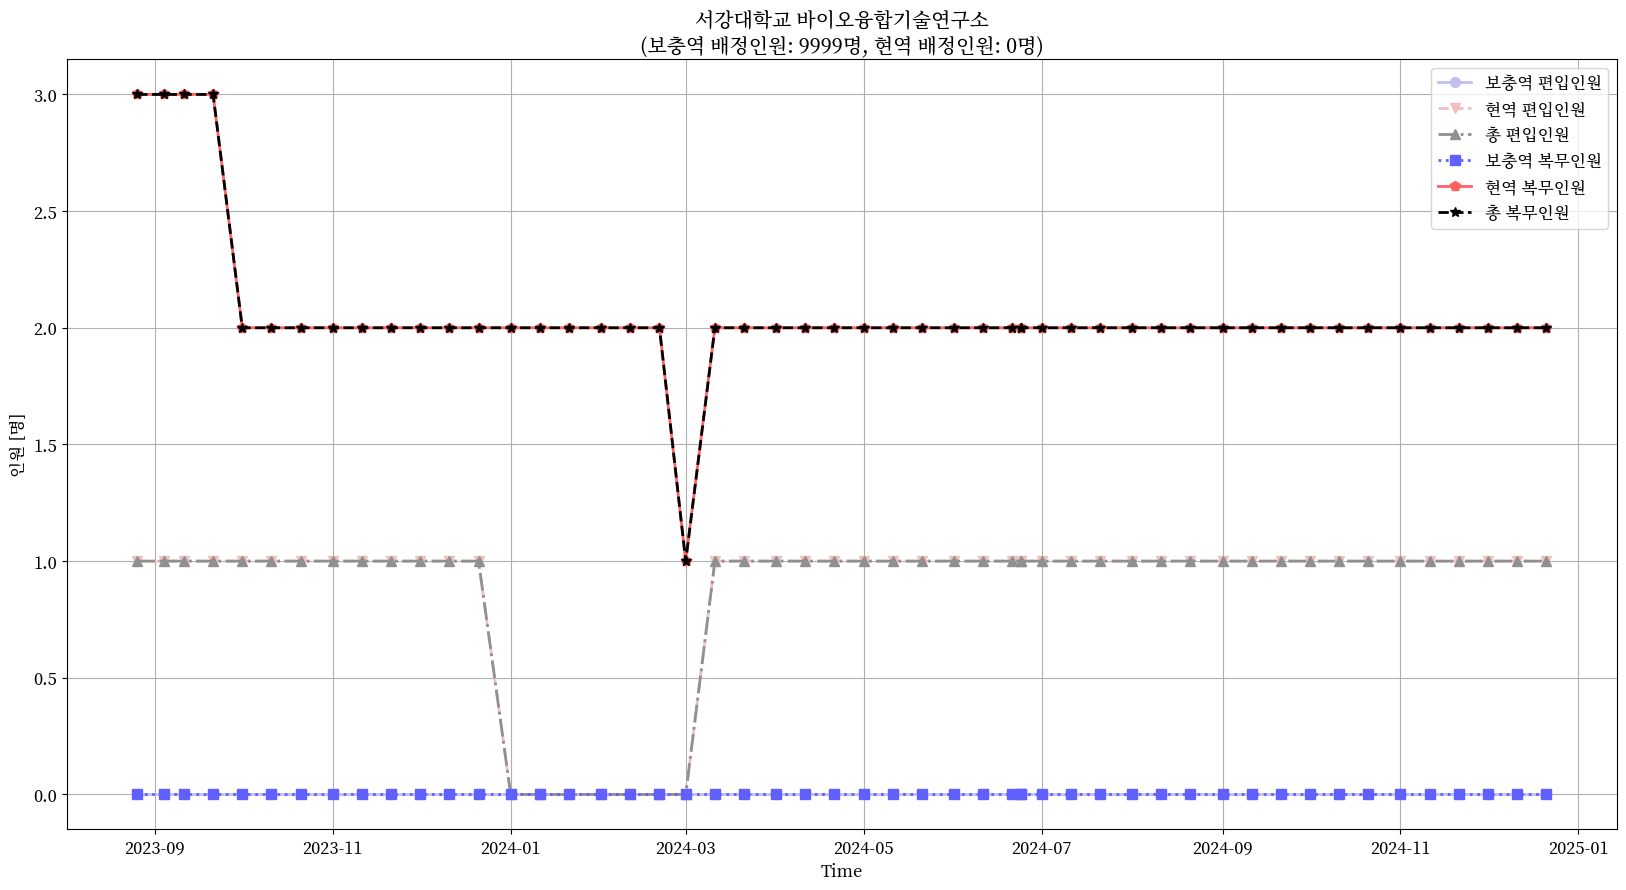 서강대학교 바이오융합기술연구소
(보충역 배정인원: 9999명, 현역 배정인원: 0명)
보충역 편입인원
현역 편입인원
총 편입인원
보충역 복무인원
현역 복무인원
총 복무인원
3.0
2.5
2.0
1.5
1.0
0.5
0.0
인원 [명]
2023-09
2023-11
2024-01
2024-03
2024-05
2024-07
2024-09
2024-11
2025-01
Time